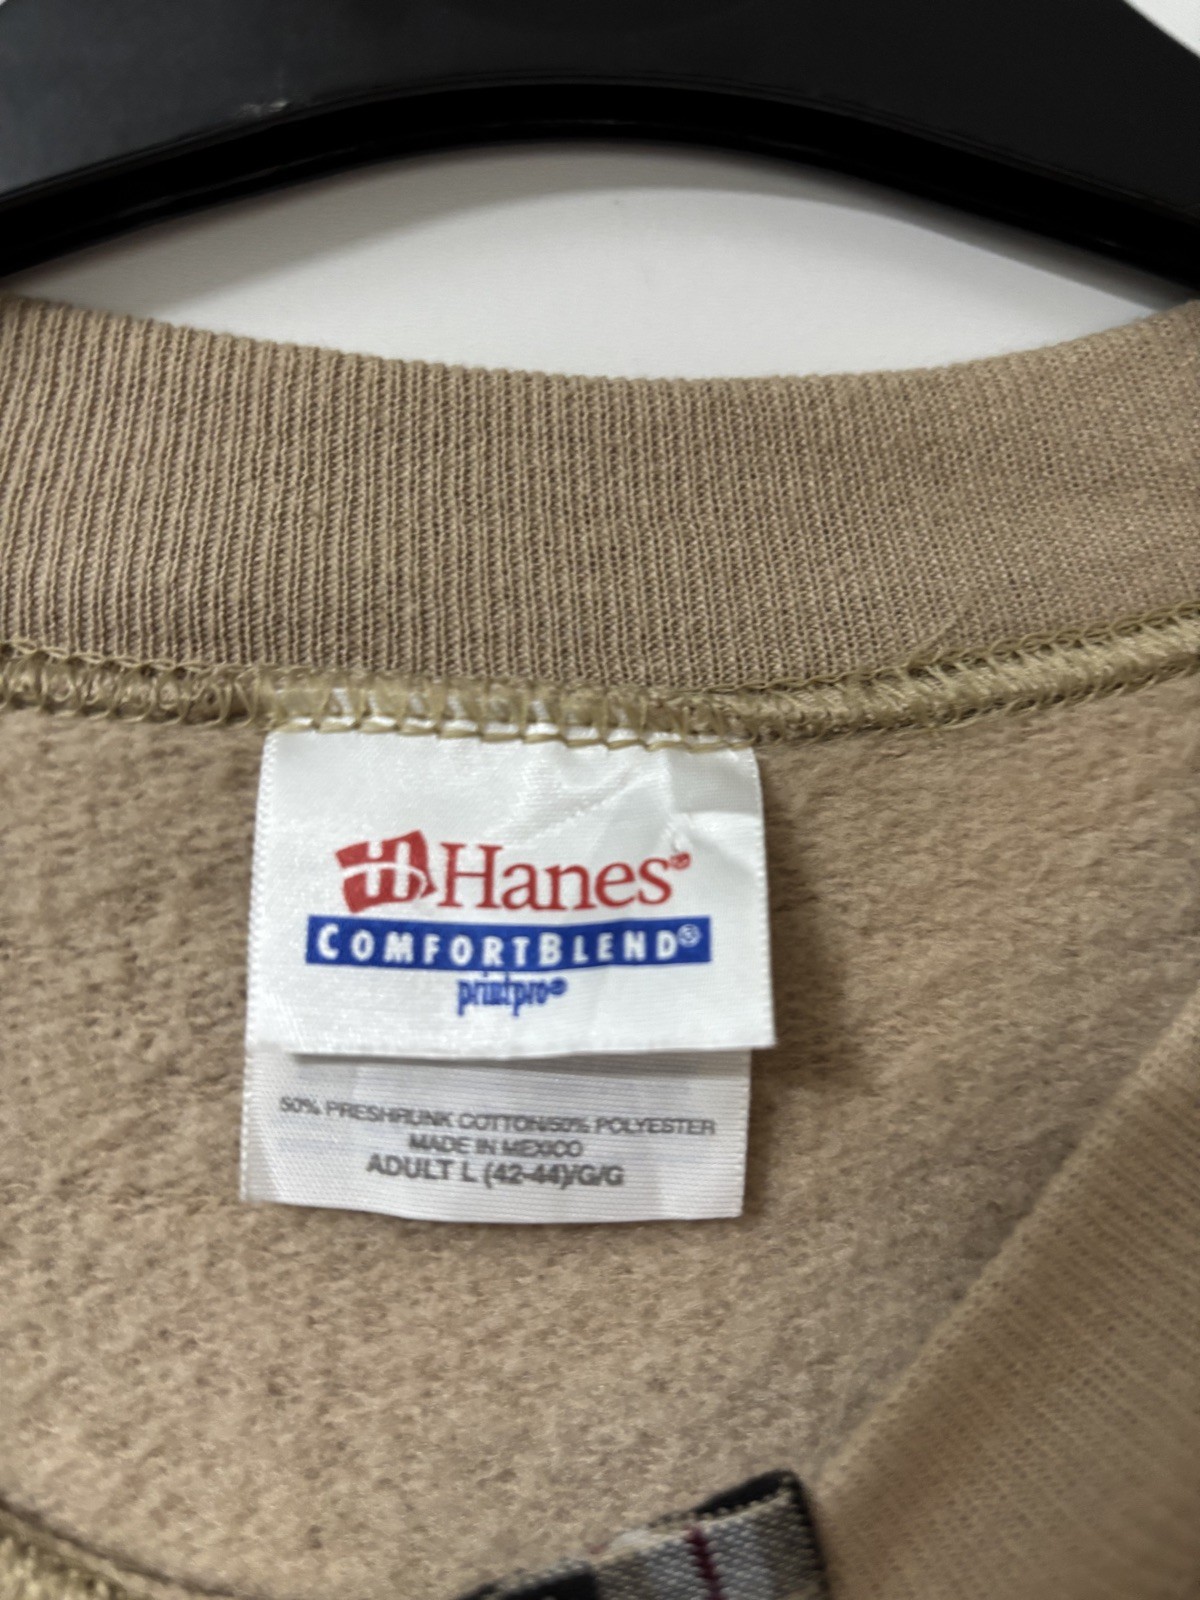 Hanes®
COMFORTBLEND®
printpro®
50% PRESHRUNK COTTON/50% POLYESTER
MADE IN MEXICO
ADULT L (42-44)/G/G